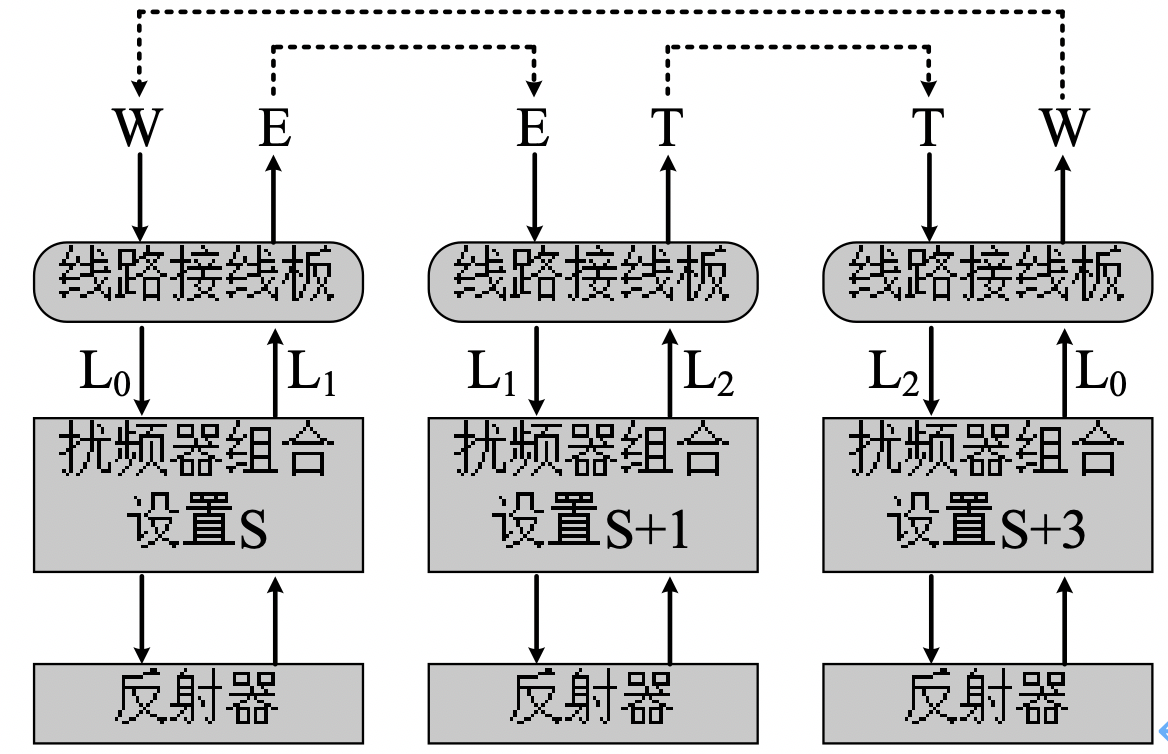 W E E T T W
线路接线板 线路接线板 线路接线板
L0 L1 L1 L2 L2 L0
扰频器组合 扰频器组合 扰频器组合
设置S 设置S+1 设置S+3
反射器 反射器 反射器